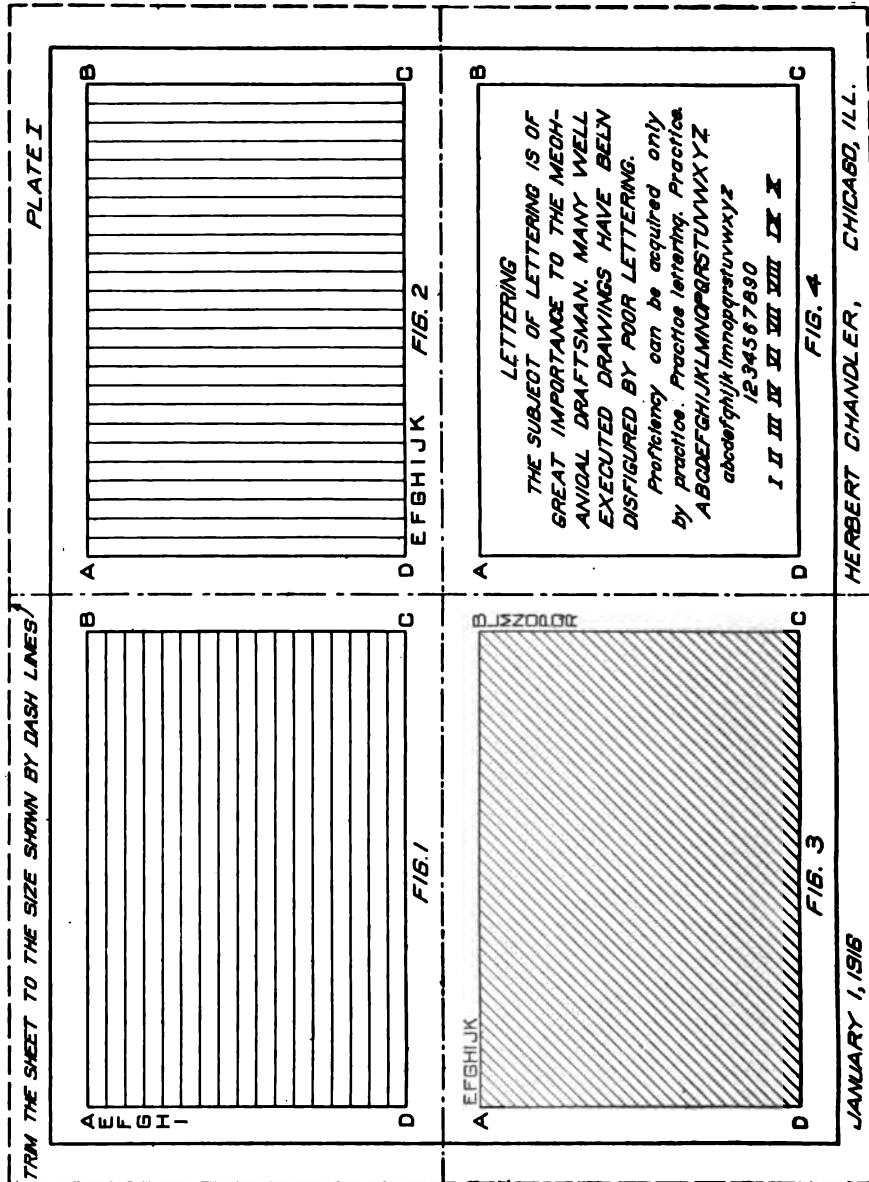 PLATE I
TRIM THE SHEET TO THE SIZE SHOWN BY DASH LINES
A B
E
F
G
H
I
D C
FIG. 1
A B
D C
E F G H I J K
FIG. 2
E F G H I J K
A B
L
M
N
O
P
Q
R
D C
FIG. 3
A B
LETTERING
THE SUBJECT OF LETTERING IS OF
GREAT IMPORTANCE TO THE MECH-
ANICAL DRAFTSMAN. MANY WELL
EXECUTED DRAWINGS HAVE BEEN
DISFIGURED BY POOR LETTERING.
Proficiency can be acquired only
by practice. Practice lettering. Practice.
ABCDEFGHIJKLMNOPQRSTUVWXYZ
abcdefghijklmnopqrstuvwxyz
1234567890
I II III IV VI VII VIII IX X
D C
FIG. 4
JANUARY 1, 1916
HERBERT CHANDLER, CHICAGO, ILL.